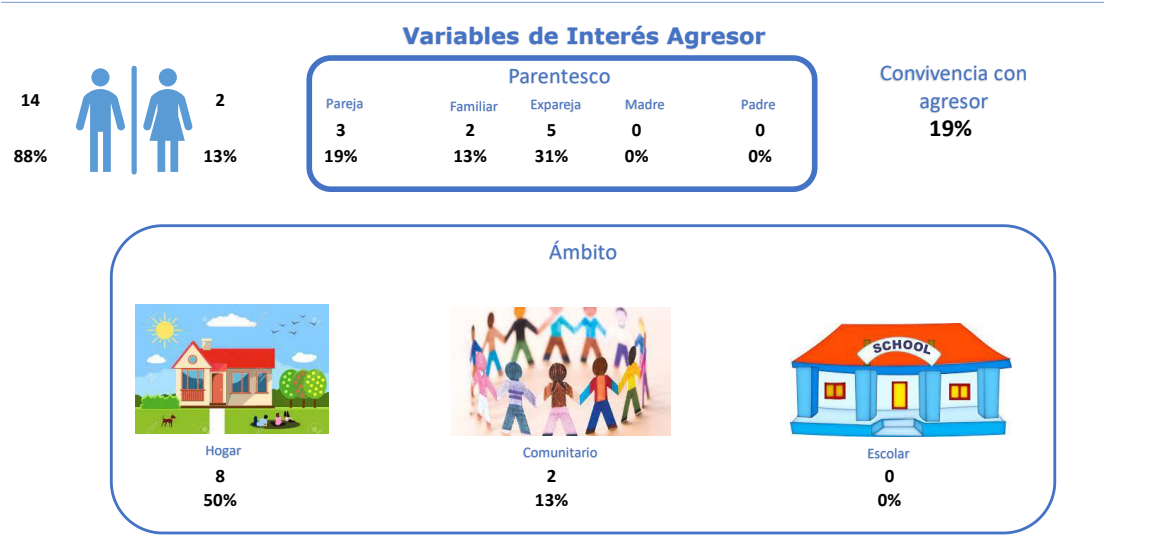 Variables de Interés Agresor
14
88%
2
13%
Parentesco
Pareja Familiar Expareja Madre Padre
3 2 5 0 0
19% 13% 31% 0% 0%
Convivencia con
agresor
19%
Ámbito
SCHOOL
Hogar Comunitario Escolar
8 2 0
50% 13% 0%